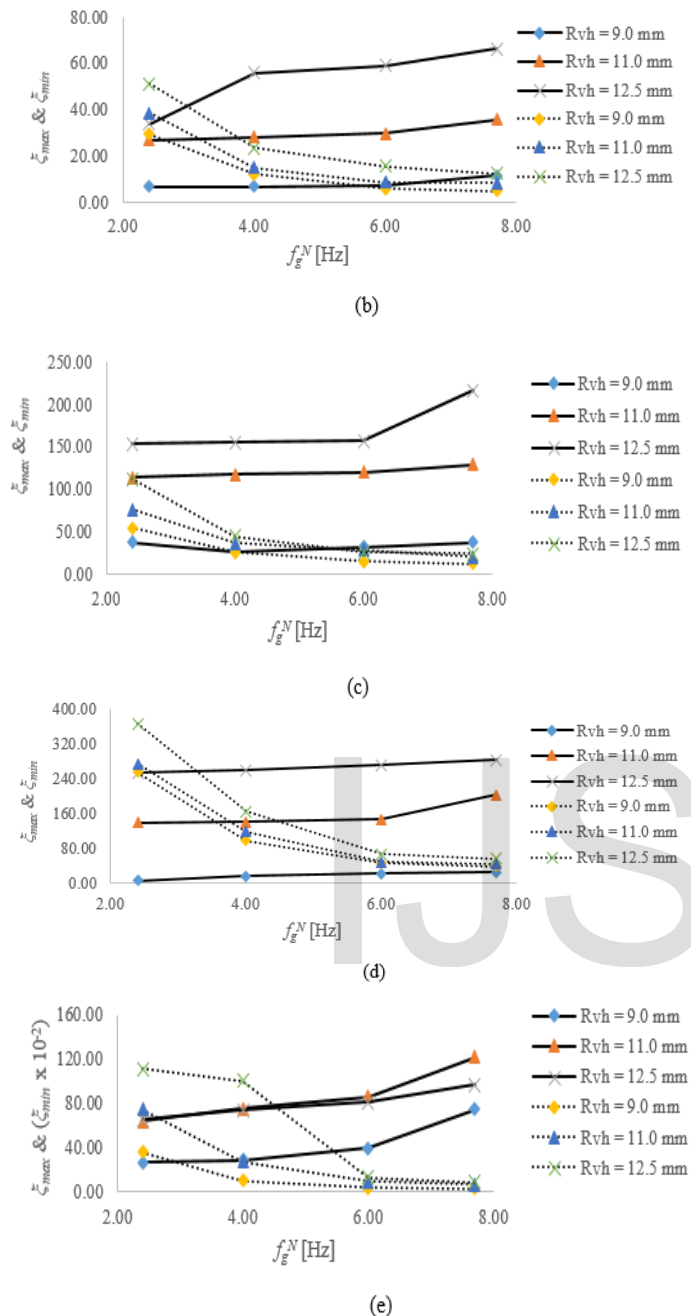 80.00
60.00
40.00
20.00
0.00
ξmax & ξmin
2.00 4.00 6.00 8.00
fgN [Hz]
Rvh = 9.0 mm
Rvh = 11.0 mm
Rvh = 12.5 mm
Rvh = 9.0 mm
Rvh = 11.0 mm
Rvh = 12.5 mm
(b)
250.00
200.00
150.00
100.00
50.00
0.00
ξmax & ξmin
2.00 4.00 6.00 8.00
fgN [Hz]
Rvh = 9.0 mm
Rvh = 11.0 mm
Rvh = 12.5 mm
Rvh = 9.0 mm
Rvh = 11.0 mm
Rvh = 12.5 mm
(c)
400.00
320.00
240.00
160.00
80.00
0.00
ξmax & ξmin
2.00 4.00 6.00 8.00
fgN [Hz]
Rvh = 9.0 mm
Rvh = 11.0 mm
Rvh = 12.5 mm
Rvh = 9.0 mm
Rvh = 11.0 mm
Rvh = 12.5 mm
IJS
(d)
160.00
120.00
80.00
40.00
0.00
ξmax & (ξmin x 10-2)
2.00 4.00 6.00 8.00
fgN [Hz]
Rvh = 9.0 mm
Rvh = 11.0 mm
Rvh = 12.5 mm
Rvh = 9.0 mm
Rvh = 11.0 mm
Rvh = 12.5 mm
(e)